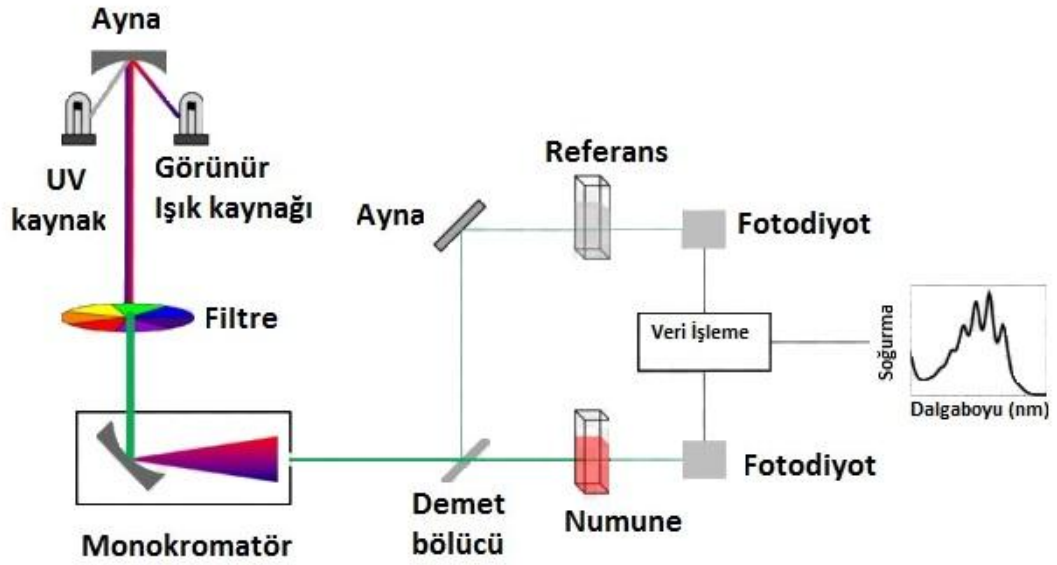 Ayna
UV
kaynak
Görünür
Işık kaynağı
Filtre
Monokromatör
Ayna
Referans
Fotodiyot
Veri İşleme
Demet
bölücü
Numune
Fotodiyot
Soğurma
Dalgaboyu (nm)